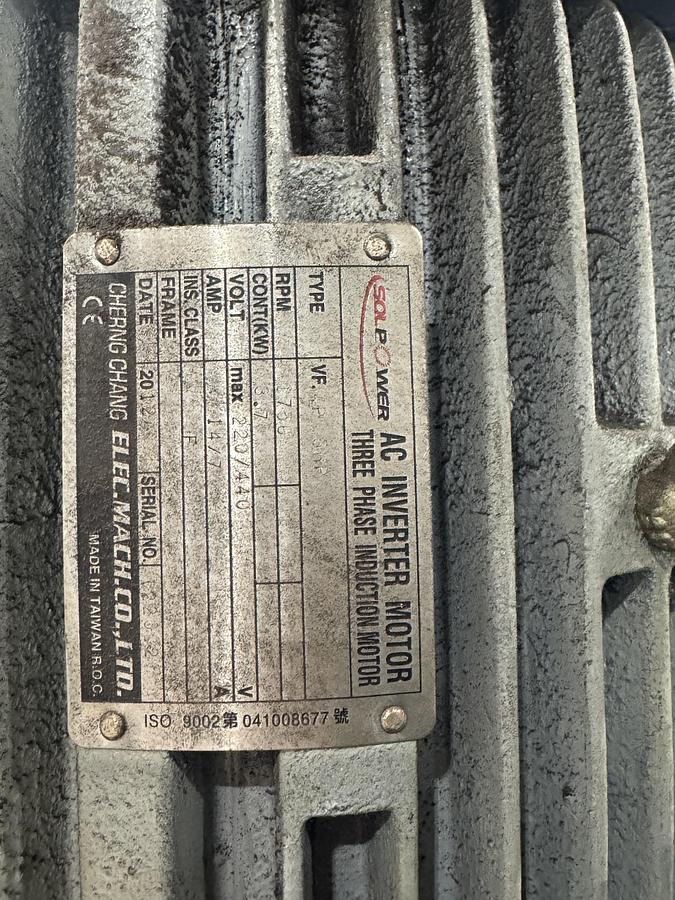 SOLPOWER AC INVERTER MOTOR
THREE PHASE INDUCTION MOTOR
TYPE VF.
RPM
CONT(KW) 3.7
VOLT max 220/440 V
AMP 14/7 A
INS.CLASS F
FRAME
DATE SERIAL NO.
CHERNG CHANG ELEC.MACH.CO.,LTD.
CE MADE IN TAIWAN R.O.C.
ISO 9002第 041008677 號